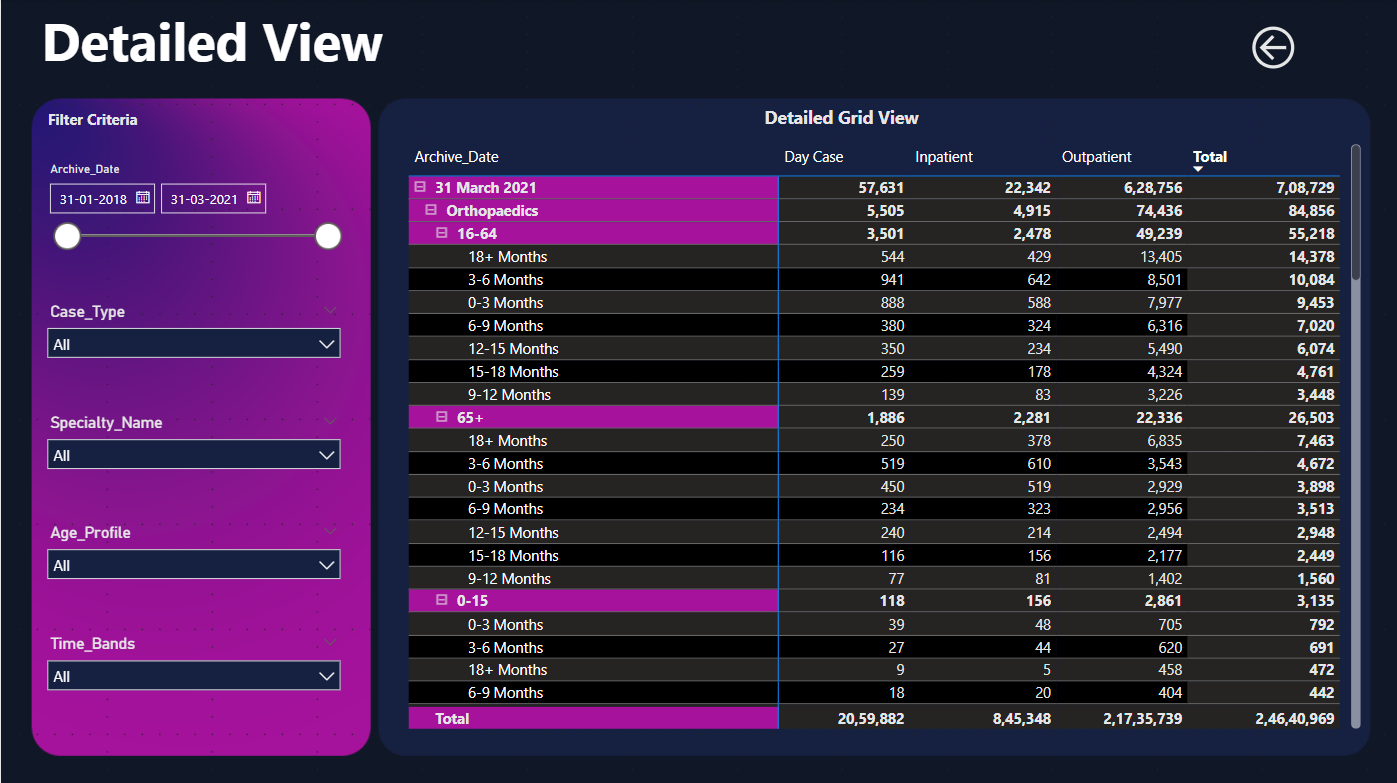 Detailed View
Filter Criteria
Archive_Date
31-01-2018 31-03-2021
Case_Type
All
Specialty_Name
All
Age_Profile
All
Time_Bands
All
Detailed Grid View
Archive_Date Day Case Inpatient Outpatient Total
31 March 2021 57,631 22,342 6,28,756 7,08,729
Orthopaedics 5,505 4,915 74,436 84,856
16-64 3,501 2,478 49,239 55,218
18+ Months 544 429 13,405 14,378
3-6 Months 941 642 8,501 10,084
0-3 Months 888 588 7,977 9,453
6-9 Months 380 324 6,316 7,020
12-15 Months 350 234 5,490 6,074
15-18 Months 259 178 4,324 4,761
9-12 Months 139 83 3,226 3,448
65+ 1,886 2,281 22,336 26,503
18+ Months 250 378 6,835 7,463
3-6 Months 519 610 3,543 4,672
0-3 Months 450 519 2,929 3,898
6-9 Months 234 323 2,956 3,513
12-15 Months 240 214 2,494 2,948
15-18 Months 116 156 2,177 2,449
9-12 Months 77 81 1,402 1,560
0-15 118 156 2,861 3,135
0-3 Months 39 48 705 792
3-6 Months 27 44 620 691
18+ Months 9 5 458 472
6-9 Months 18 20 404 442
Total 20,59,882 8,45,348 2,17,35,739 2,46,40,969